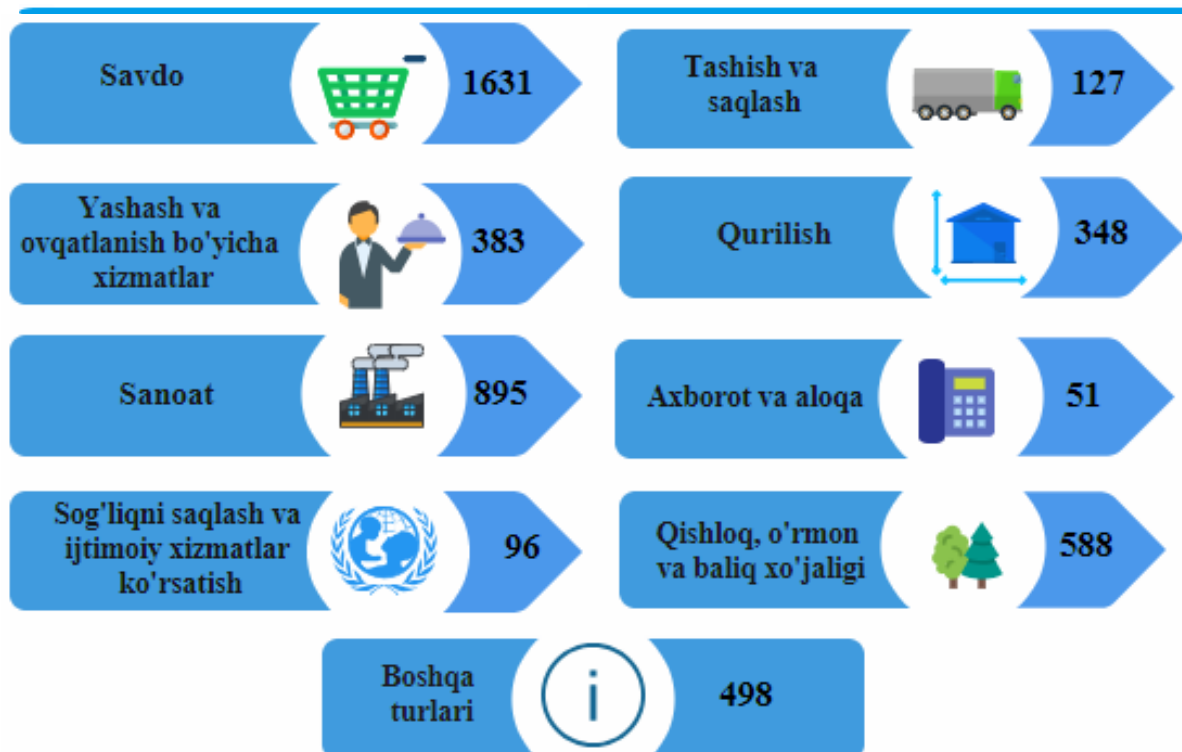 Savdo
1631
Tashish va
saqlash
127
Yashash va
ovqatlanish bo'yicha
xizmatlar
383
Qurilish
348
Sanoat
895
Axborot va aloqa
51
Sog'liqni saqlash va
ijtimoiy xizmatlar
ko'rsatish
96
Qishloq, o'rmon
va baliq xo'jaligi
588
Boshqa
turlari
i
498